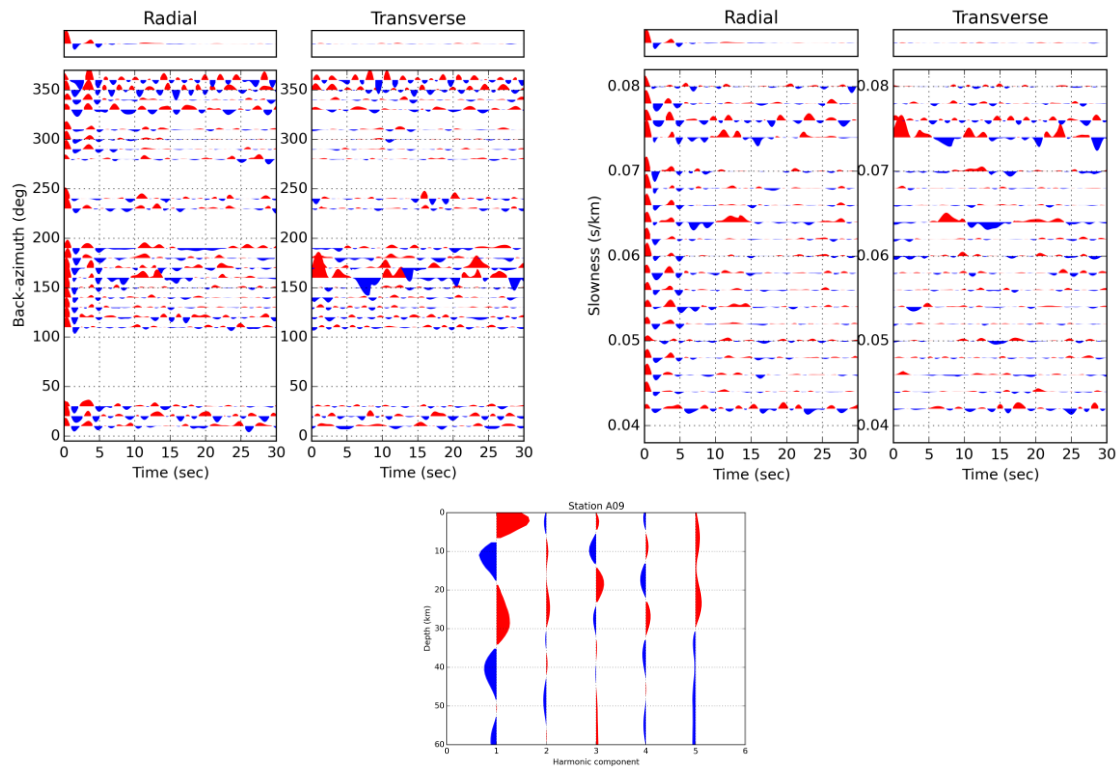 Radial Transverse
350
300
250
200
150
100
50
0
Back-azimuth (deg)
0 5 10 15 20 25 30 0 5 10 15 20 25 30
Time (sec) Time (sec)
Radial Transverse
0.08 0.08
0.07 0.07
0.06 0.06
0.05 0.05
0.04 0.04
Slowness (s/km)
0 5 10 15 20 25 30 0 5 10 15 20 25 30
Time (sec) Time (sec)
Station A09
0
10
20
30
40
50
60
Depth (km)
0 1 2 3 4 5 6
Harmonic component